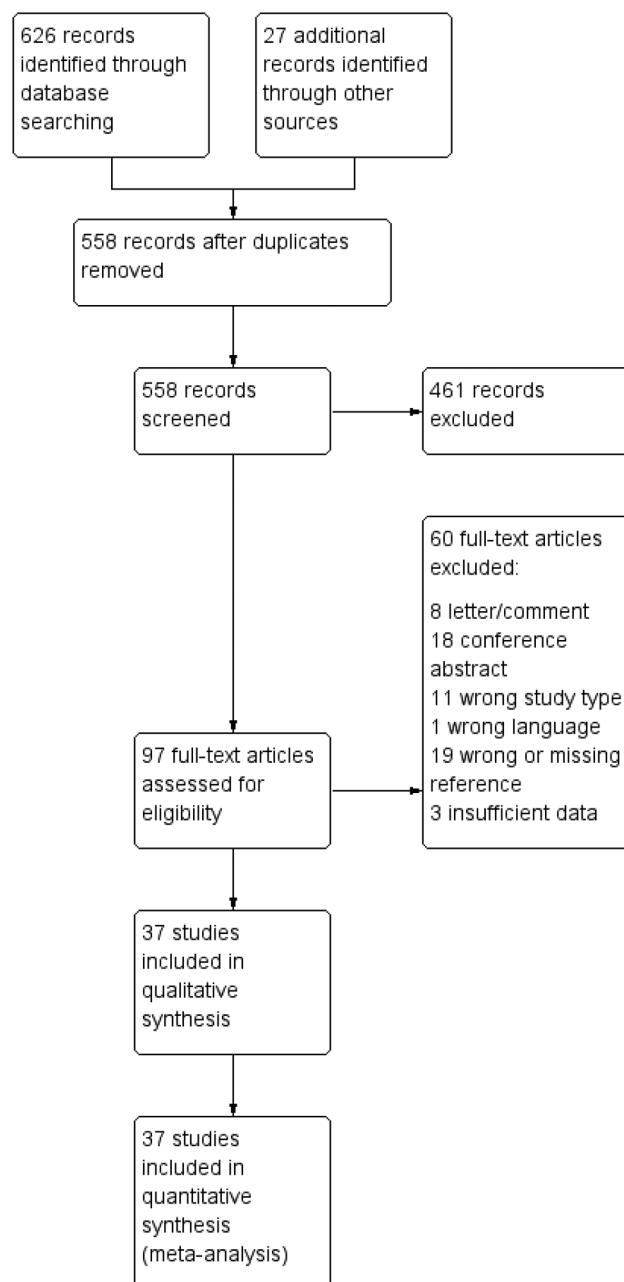 626 records
identified through
database
searching
27 additional
records identified
through other
sources
558 records after duplicates
removed
558 records
screened
461 records
excluded
60 full-text articles
excluded:
8 letter/comment
18 conference
abstract
11 wrong study type
1 wrong language
19 wrong or missing
reference
3 insufficient data
97 full-text articles
assessed for
eligibility
37 studies
included in
qualitative
synthesis
37 studies
included in
quantitative
synthesis
(meta-analysis)